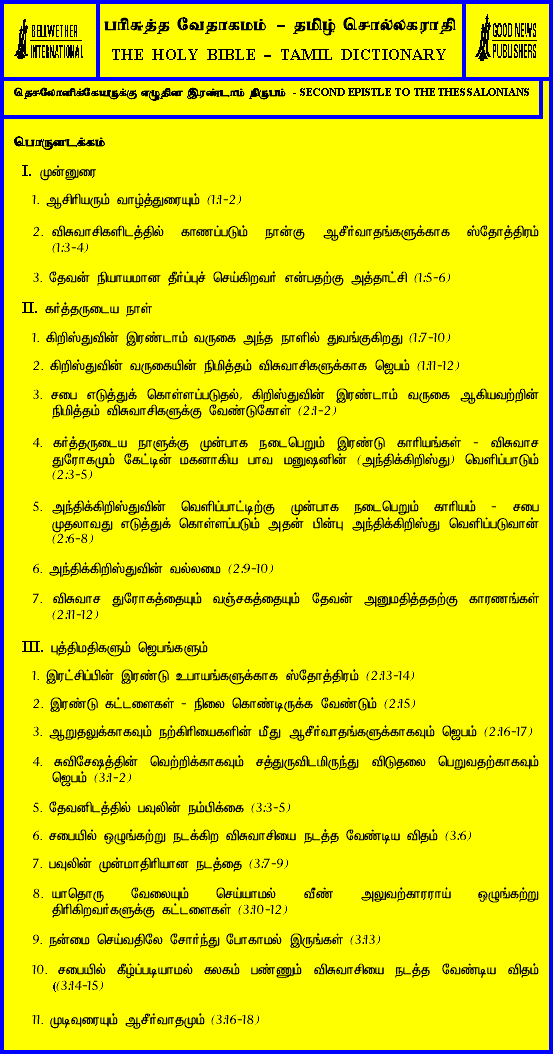 BELLWETHER
INTERNATIONAL
பரிசுத்த வேதாகமம் – தமிழ் சொல்லகராதி
THE HOLY BIBLE – TAMIL DICTIONARY
GOOD NEWS
PUBLISHERS
தெசலோனிக்கேயருக்கு எழுதின இரண்டாம் நிருபம் - SECOND EPISTLE TO THE THESSALONIANS
பொருளடக்கம்
I. முன்னுரை
1. ஆசிரியரும் வாழ்த்துரையும் (1:1-2)
2. விசுவாசிகளிடத்தில் காணப்படும் நான்கு ஆசீர்வாதங்களுக்காக ஸ்தோத்திரம்
(1:3-4)
3. தேவன் நியாயமான தீர்ப்புச் செய்கிறவர் என்பதற்கு அத்தாட்சி (1:5-6)
II. கர்த்தருடைய நாள்
1. கிறிஸ்துவின் இரண்டாம் வருகை அந்த நாளில் துவங்குகிறது (1:7-10)
2. கிறிஸ்துவின் வருகையின் நிமித்தம் விசுவாசிகளுக்காக ஜெபம் (1:11-12)
3. சபை எடுத்துக் கொள்ளப்படுதல், கிறிஸ்துவின் இரண்டாம் வருகை ஆகியவற்றின்
நிமித்தம் விசுவாசிகளுக்கு வேண்டுகோள் (2:1-2)
4. கர்த்தருடைய நாளுக்கு முன்பாக நடைபெறும் இரண்டு காரியங்கள் - விசுவாச
துரோகமும் கேட்டின் மகனாகிய பாவ மனுஷனின் (அந்திக்கிறிஸ்து) வெளிப்பாடும்
(2:3-5)
5. அந்திக்கிறிஸ்துவின் வெளிப்பாட்டிற்கு முன்பாக நடைபெறும் காரியம் - சபை
முதலாவது எடுத்துக் கொள்ளப்படும் அதன் பின்பு அந்திக்கிறிஸ்து வெளிப்படுவான்
(2:6-8)
6. அந்திக்கிறிஸ்துவின் வல்லமை (2:9-10)
7. விசுவாச துரோகத்தையும் வஞ்சகத்தையும் தேவன் அனுமதித்ததற்கு காரணங்கள்
(2:11-12)
III. புத்திமதிகளும் ஜெபங்களும்
1. இரட்சிப்பின் இரண்டு உபாயங்களுக்காக ஸ்தோத்திரம் (2:13-14)
2. இரண்டு கட்டளைகள் - நிலை கொண்டிருக்க வேண்டும் (2:15)
3. ஆறுதலுக்காகவும் நற்கிரியைகளின் மீது ஆசீர்வாதங்களுக்காகவும் ஜெபம் (2:16-17)
4. சுவிசேஷத்தின் வெற்றிக்காகவும் சத்துருவிடமிருந்து விடுதலை பெறுவதற்காகவும்
ஜெபம் (3:1-2)
5. தேவனிடத்தில் பவுலின் நம்பிக்கை (3:3-5)
6. சபையில் ஒழுங்கற்று நடக்கிற விசுவாசியை நடத்த வேண்டிய விதம் (3:6)
7. பவுலின் முன்மாதிரியான நடத்தை (3:7-9)
8. யாதொரு வேலையும் செய்யாமல் வீண் அலுவற்காரராய் ஒழுங்கற்று
திரிகிறவர்களுக்கு கட்டளைகள் (3:10-12)
9. நன்மை செய்வதிலே சோர்ந்து போகாமல் இருங்கள் (3:13)
10. சபையில் கீழ்ப்படியாமல் கலகம் பண்ணும் விசுவாசியை நடத்த வேண்டிய விதம்
((3:14-15)
11. முடிவுரையும் ஆசீர்வாதமும் (3:16-18)